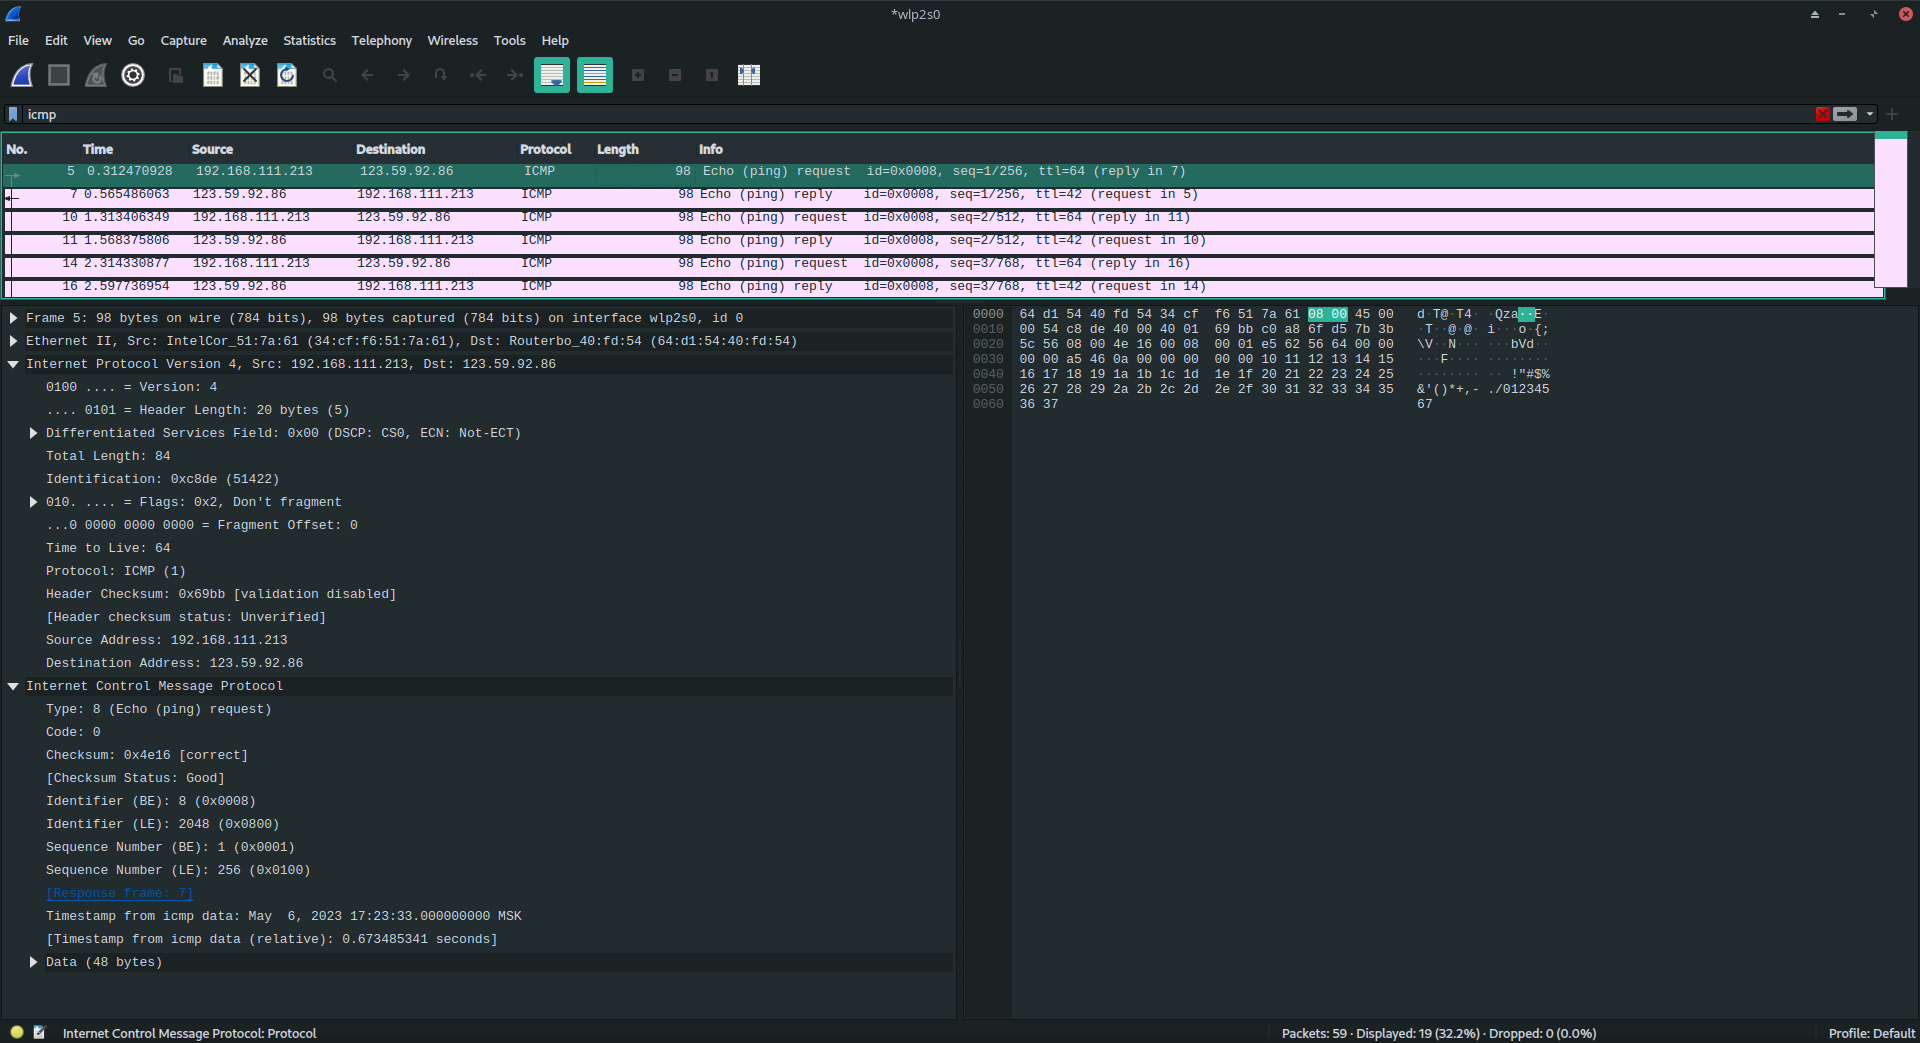 *wlp2s0
File Edit View Go Capture Analyze Statistics Telephony Wireless Tools Help
icmp
No. Time Source Destination Protocol Length Info
5 0.312470928 192.168.111.213 123.59.92.86 ICMP 98 Echo (ping) request id=0x0008, seq=1/256, ttl=64 (reply in 7)
7 0.565486063 123.59.92.86 192.168.111.213 ICMP 98 Echo (ping) reply id=0x0008, seq=1/256, ttl=42 (request in 5)
10 1.313406349 192.168.111.213 123.59.92.86 ICMP 98 Echo (ping) request id=0x0008, seq=2/512, ttl=64 (reply in 11)
11 1.568375806 123.59.92.86 192.168.111.213 ICMP 98 Echo (ping) reply id=0x0008, seq=2/512, ttl=42 (request in 10)
14 2.314330877 192.168.111.213 123.59.92.86 ICMP 98 Echo (ping) request id=0x0008, seq=3/768, ttl=64 (reply in 16)
16 2.597736954 123.59.92.86 192.168.111.213 ICMP 98 Echo (ping) reply id=0x0008, seq=3/768, ttl=42 (request in 14)
Frame 5: 98 bytes on wire (784 bits), 98 bytes captured (784 bits) on interface wlp2s0, id 0
Ethernet II, Src: IntelCor_51:7a:61 (34:cf:f6:51:7a:61), Dst: Routerbo_40:fd:54 (64:d1:54:40:fd:54)
Internet Protocol Version 4, Src: 192.168.111.213, Dst: 123.59.92.86
0100 .... = Version: 4
.... 0101 = Header Length: 20 bytes (5)
Differentiated Services Field: 0x00 (DSCP: CS0, ECN: Not-ECT)
Total Length: 84
Identification: 0xc8de (51422)
010. .... = Flags: 0x2, Don't fragment
...0 0000 0000 0000 = Fragment Offset: 0
Time to Live: 64
Protocol: ICMP (1)
Header Checksum: 0x69bb [validation disabled]
[Header checksum status: Unverified]
Source Address: 192.168.111.213
Destination Address: 123.59.92.86
Internet Control Message Protocol
Type: 8 (Echo (ping) request)
Code: 0
Checksum: 0x4e16 [correct]
[Checksum Status: Good]
Identifier (BE): 8 (0x0008)
Identifier (LE): 2048 (0x0800)
Sequence Number (BE): 1 (0x0001)
Sequence Number (LE): 256 (0x0100)
[Response frame: 7]
Timestamp from icmp data: May  6, 2023 17:23:33.000000000 MSK
[Timestamp from icmp data (relative): 0.673485341 seconds]
Data (48 bytes)
0000 64 d1 54 40 fd 54 34 cf f6 51 7a 61 08 00 45 00 d·T@·T4· ·Qza··E·
0010 00 54 c8 de 40 00 40 01 69 bb c0 a8 6f d5 7b 3b ·T··@·@· i···o·{;
0020 5c 56 08 00 4e 16 00 08 00 01 e5 62 56 64 00 00 \V··N··· ···bVd··
0030 00 00 a5 46 0a 00 00 00 00 00 10 11 12 13 14 15 ···F···· ········
0040 16 17 18 19 1a 1b 1c 1d 1e 1f 20 21 22 23 24 25 ········ ·· !"#$%
0050 26 27 28 29 2a 2b 2c 2d 2e 2f 30 31 32 33 34 35 &'()*+,- ./012345
0060 36 37 67
Internet Control Message Protocol: Protocol
Packets: 59 · Displayed: 19 (32.2%) · Dropped: 0 (0.0%)
Profile: Default